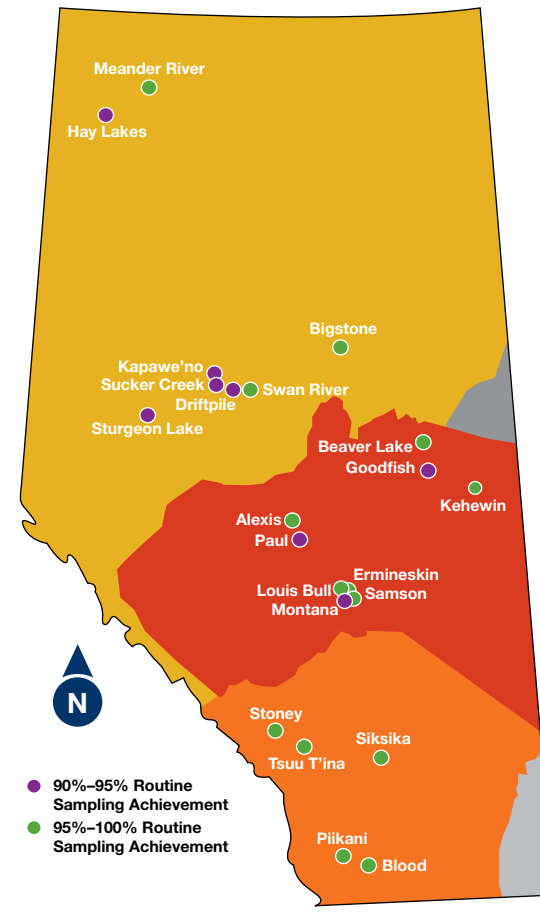 Meander River
Hay Lakes
Bigstone
Kapawe'no
Sucker Creek
Swan River
Driftpile
Sturgeon Lake
Beaver Lake
Goodfish
Kehewin
Alexis
Paul
Ermineskin
Louis Bull
Samson
Montana
N
Stoney
Siksika
Tsuu T'ina
90%–95% Routine
Sampling Achievement
95%–100% Routine
Sampling Achievement
Piikani
Blood